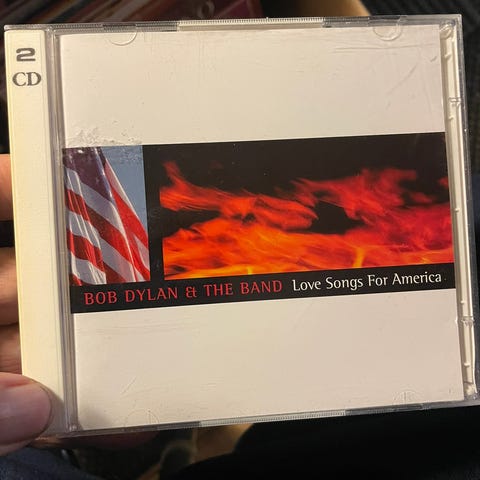 2
CD
BOB DYLAN & THE BAND Love Songs For America